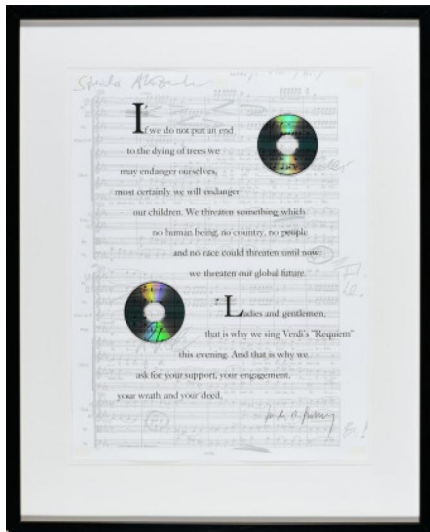 If we do not put an end
to the dying of trees we
may endanger ourselves,
most certainly we will endanger
our children. We threaten something which
no human being, no country, no people
and no race could threaten until now:
we threaten our global future.
Ladies and gentlemen,
that is why we sing Verdi's "Requiem"
this evening. And that is why we
ask for your support, your engagement,
your wrath and your deed.